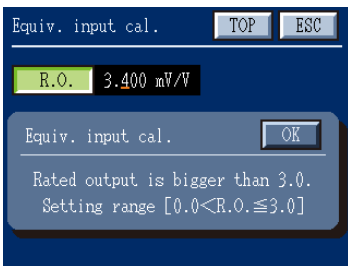 Equiv. input cal. TOP ESC
R.O. 3.400 mV/V
Equiv. input cal. OK
Rated output is bigger than 3.0.
Setting range [0.0<R.O.≦3.0]